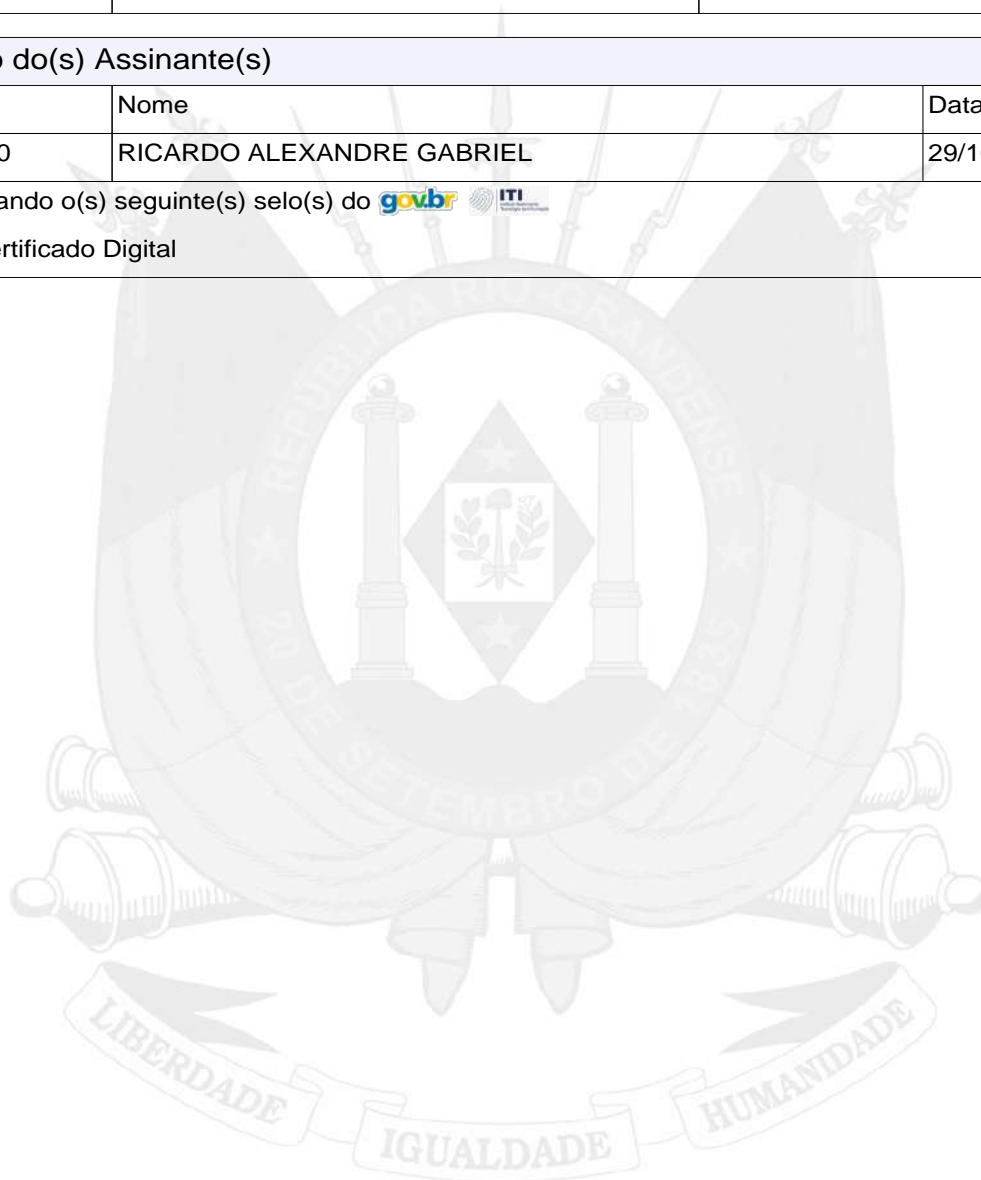 o do(s) Assinante(s)
Nome Data
0 RICARDO ALEXANDRE GABRIEL 29/1
ando o(s) seguinte(s) selo(s) do gov.br ITI
ertificado Digital
REPÚBLICA RIO-GRANDENSE
20 DE SETEMBRO DE 1835
LIBERDADE IGUALDADE HUMANIDADE